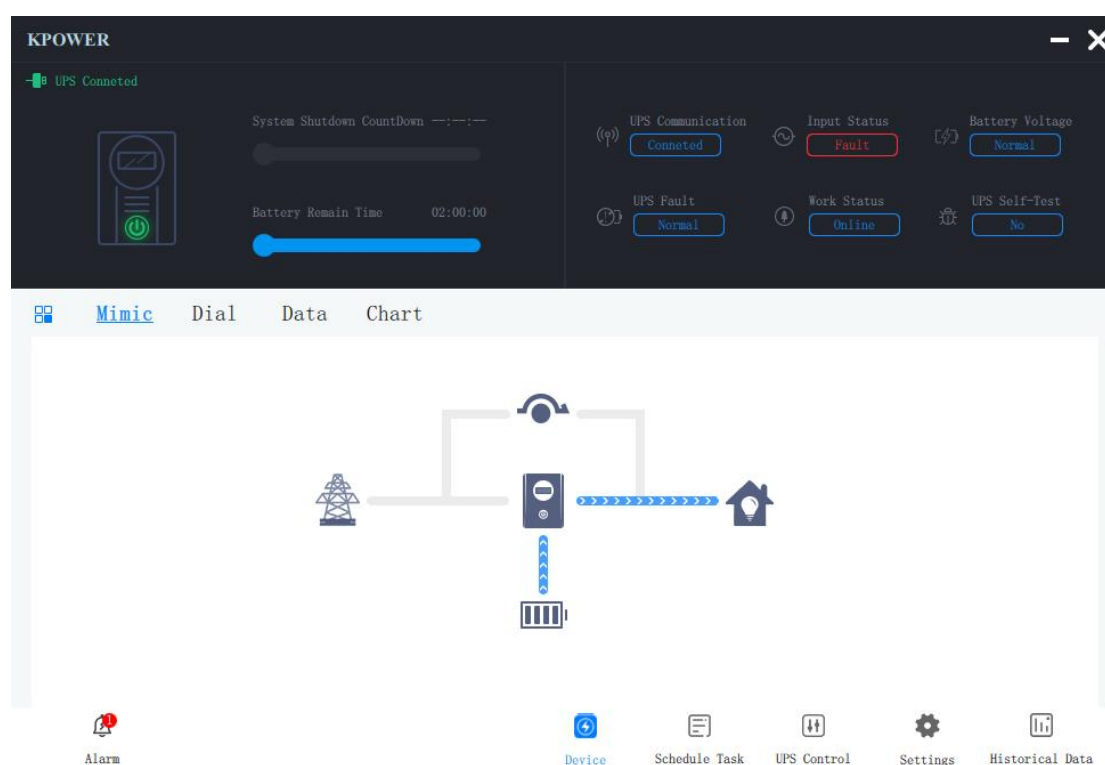 KPOWER
UPS Conneted
System Shutdown CountDown --:--:--
Battery Remain Time 02:00:00
UPS Communication
Conneted
Input Status
Fault
Battery Voltage
Normal
UPS Fault
Normal
Work Status
Online
UPS Self-Test
No
Mimic Dial Data Chart
1
Alarm Device Schedule Task UPS Control Settings Historical Data